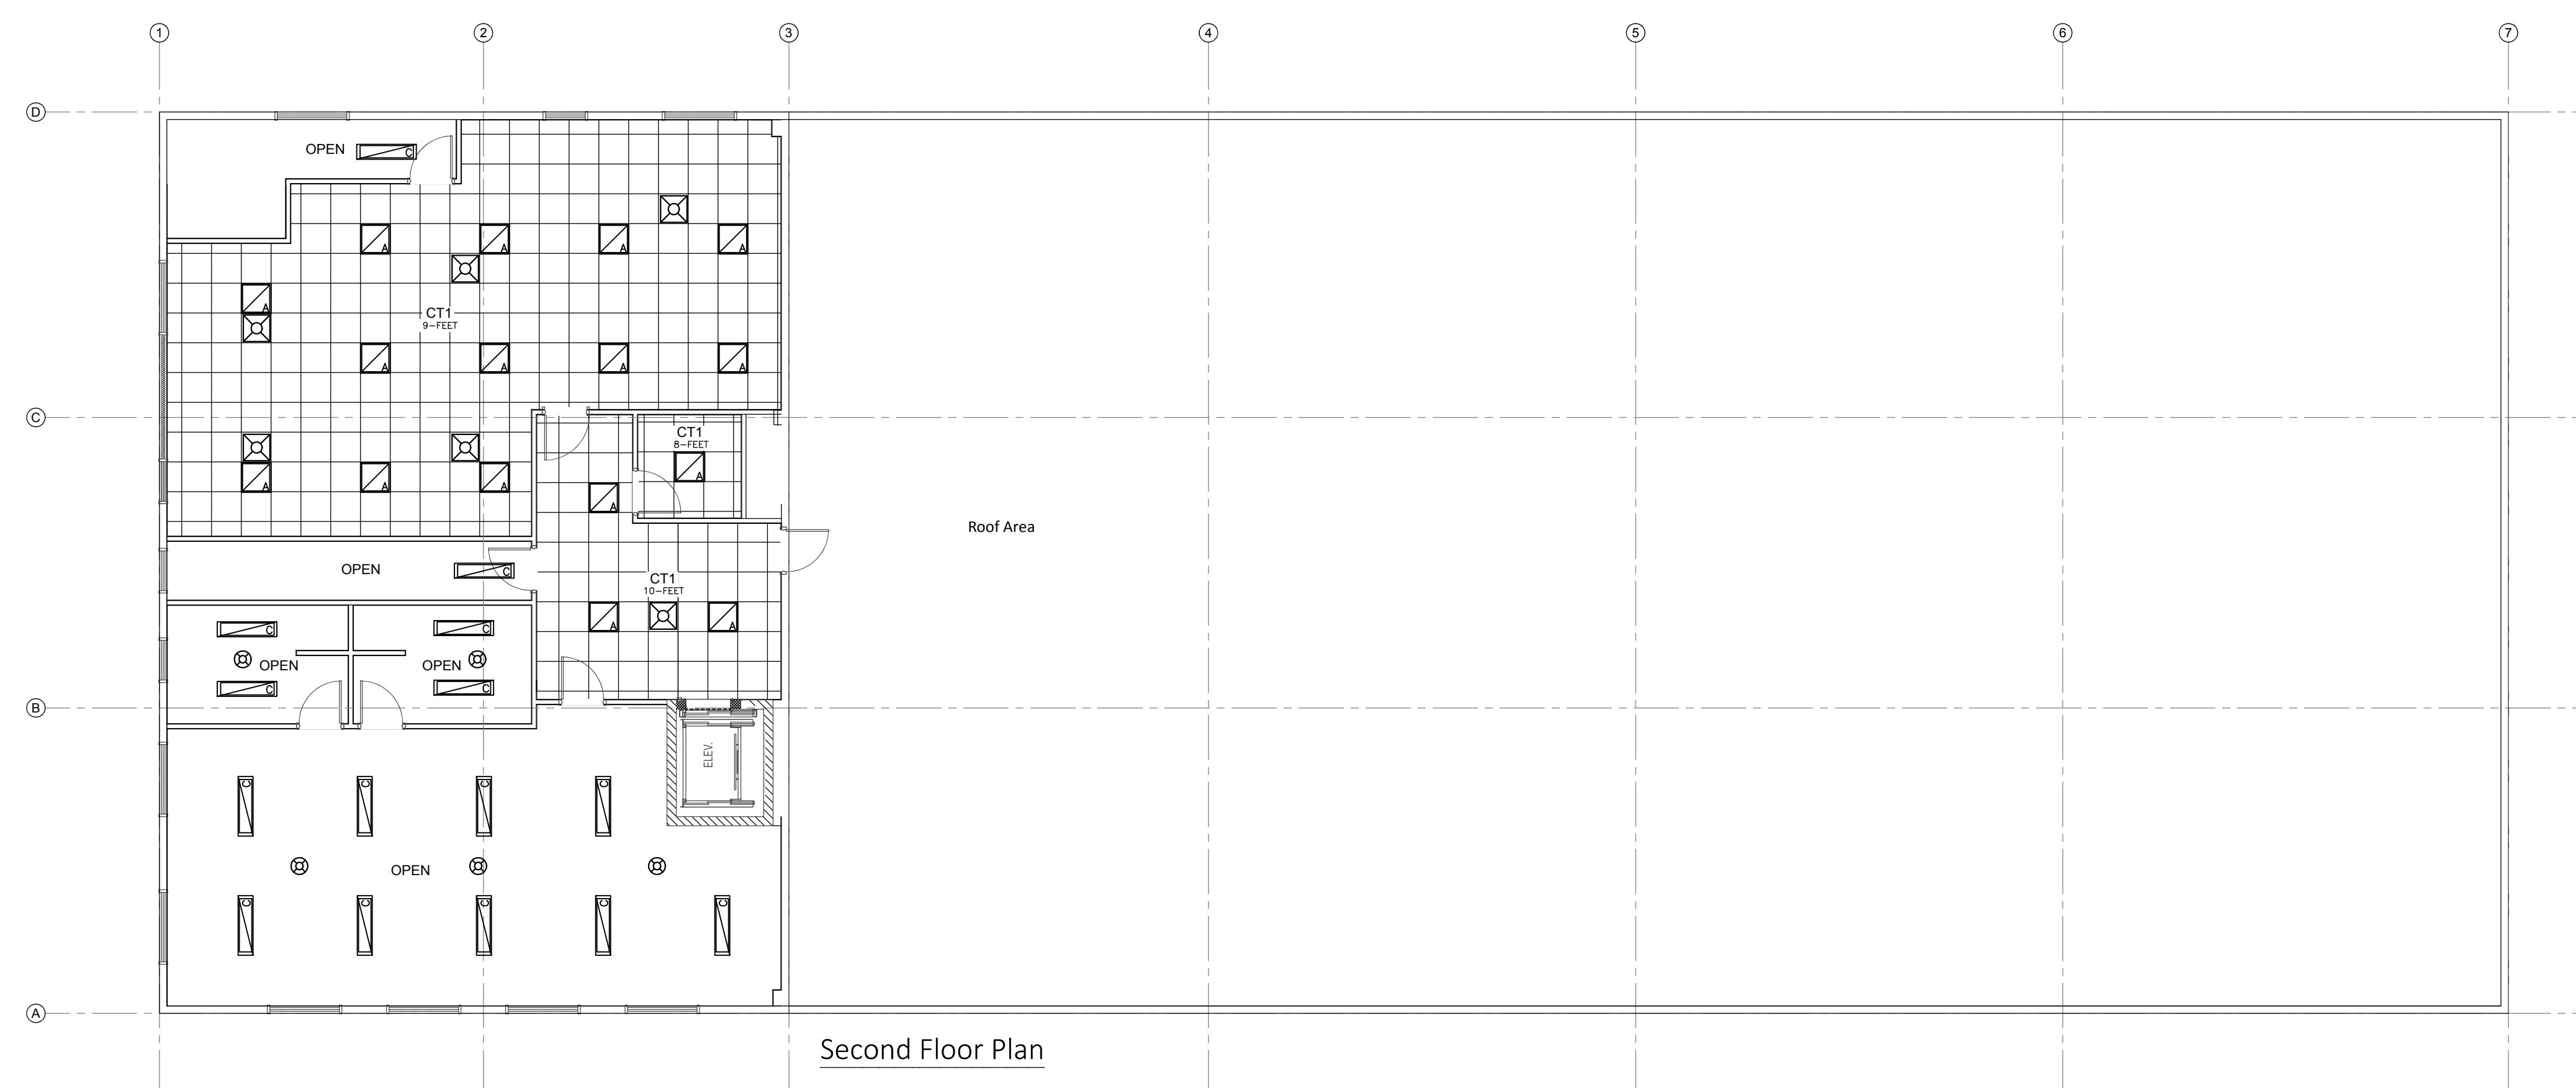 1 2 3 4 5 6 7
D
OPEN C
A A A A
A
CT1
9-FEET
A A A A
C
CT1
8-FEET
A
A A A
A
Roof Area
OPEN C
CT1
10-FEET
A A
C C
OPEN OPEN
C C
B
ELEV.
C C C C
OPEN
C C C C C
A
Second Floor Plan